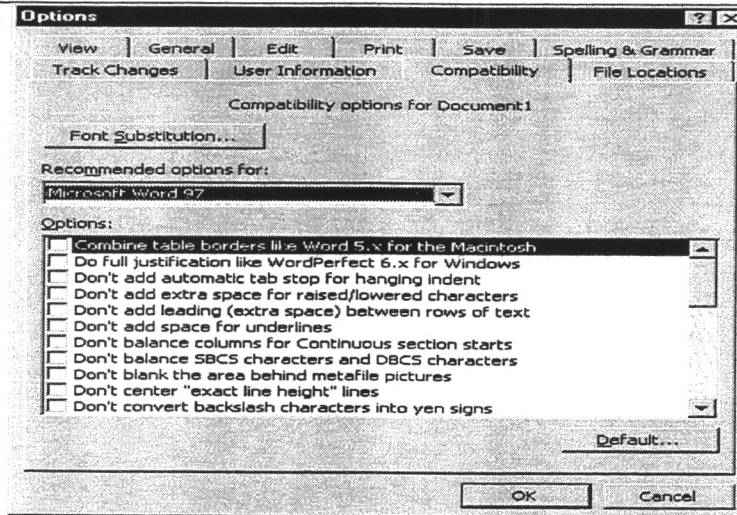 Options
View General Edit Print Save Spelling & Grammar
Track Changes User Information Compatibility File Locations
Compatibility options for Document1
Font Substitution...
Recommended options for:
Microsoft Word 97
Options:
Combine table borders like Word 5.x for the Macintosh
Do full justification like WordPerfect 6.x for Windows
Don't add automatic tab stop for hanging indent
Don't add extra space for raised/lowered characters
Don't add leading (extra space) between rows of text
Don't add space for underlines
Don't balance columns for Continuous section starts
Don't balance SBCS characters and DBCS characters
Don't blank the area behind metafile pictures
Don't center "exact line height" lines
Don't convert backslash characters into yen signs
Default...
OK Cancel